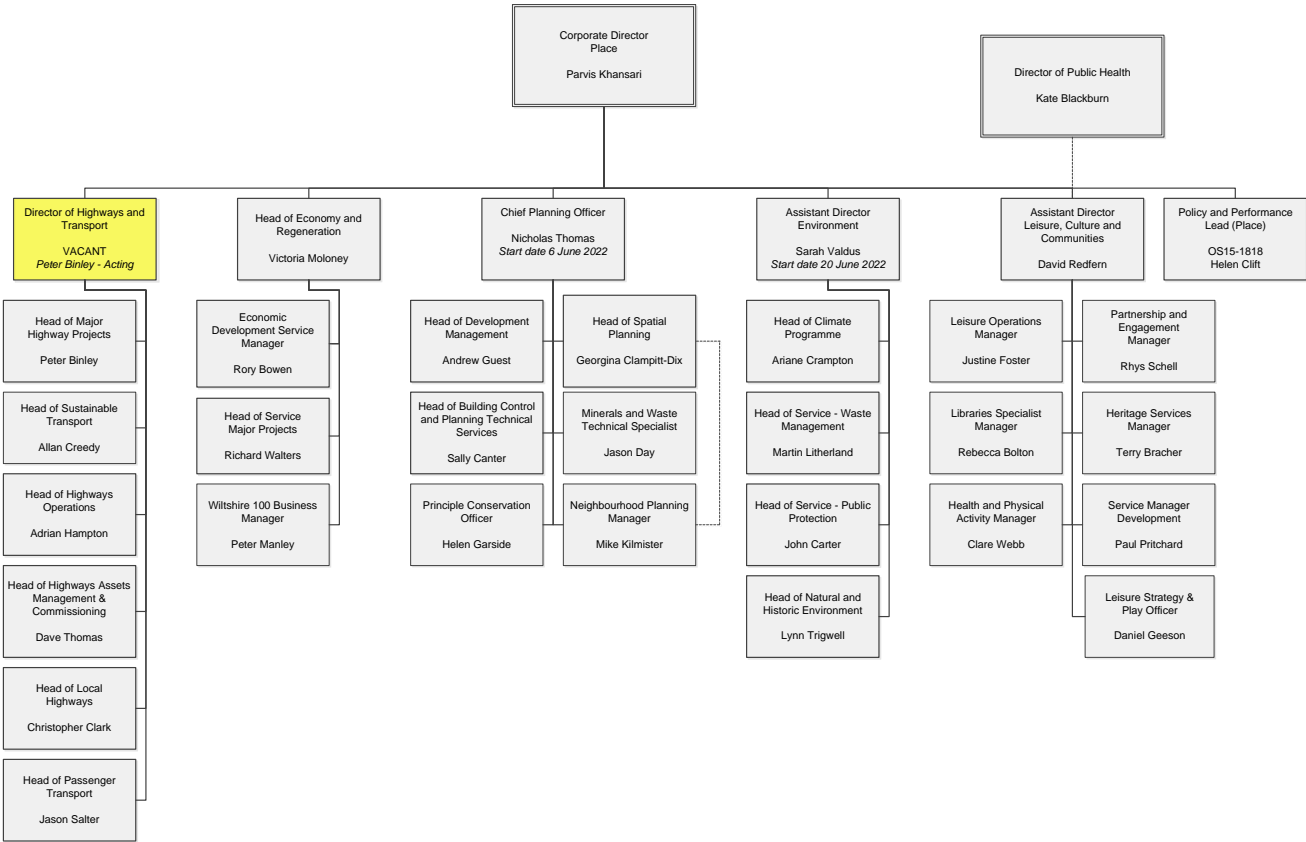 Corporate Director
Place
Parvis Khansari
Director of Public Health
Kate Blackburn
Director of Highways and
Transport
VACANT
Peter Binley - Acting
Head of Economy and
Regeneration
Victoria Moloney
Chief Planning Officer
Nicholas Thomas
Start date 6 June 2022
Assistant Director
Environment
Sarah Valdus
Start date 20 June 2022
Assistant Director
Leisure, Culture and
Communities
David Redfern
Policy and Performance
Lead (Place)
OS15-1818
Helen Clift
Head of Major
Highway Projects
Peter Binley
Head of Sustainable
Transport
Allan Creedy
Head of Highways
Operations
Adrian Hampton
Head of Highways Assets
Management &
Commissioning
Dave Thomas
Head of Local
Highways
Christopher Clark
Head of Passenger
Transport
Jason Salter
Economic
Development Service
Manager
Rory Bowen
Head of Service
Major Projects
Richard Walters
Wiltshire 100 Business
Manager
Peter Manley
Head of Development
Management
Andrew Guest
Head of Spatial
Planning
Georgina Clampitt-Dix
Head of Building Control
and Planning Technical
Services
Sally Canter
Minerals and Waste
Technical Specialist
Jason Day
Principle Conservation
Officer
Helen Garside
Neighbourhood Planning
Manager
Mike Kilmister
Head of Climate
Programme
Ariane Crampton
Head of Service - Waste
Management
Martin Litherland
Head of Service - Public
Protection
John Carter
Head of Natural and
Historic Environment
Lynn Trigwell
Leisure Operations
Manager
Justine Foster
Partnership and
Engagement
Manager
Rhys Schell
Libraries Specialist
Manager
Rebecca Bolton
Heritage Services
Manager
Terry Bracher
Health and Physical
Activity Manager
Clare Webb
Service Manager
Development
Paul Pritchard
Leisure Strategy &
Play Officer
Daniel Geeson